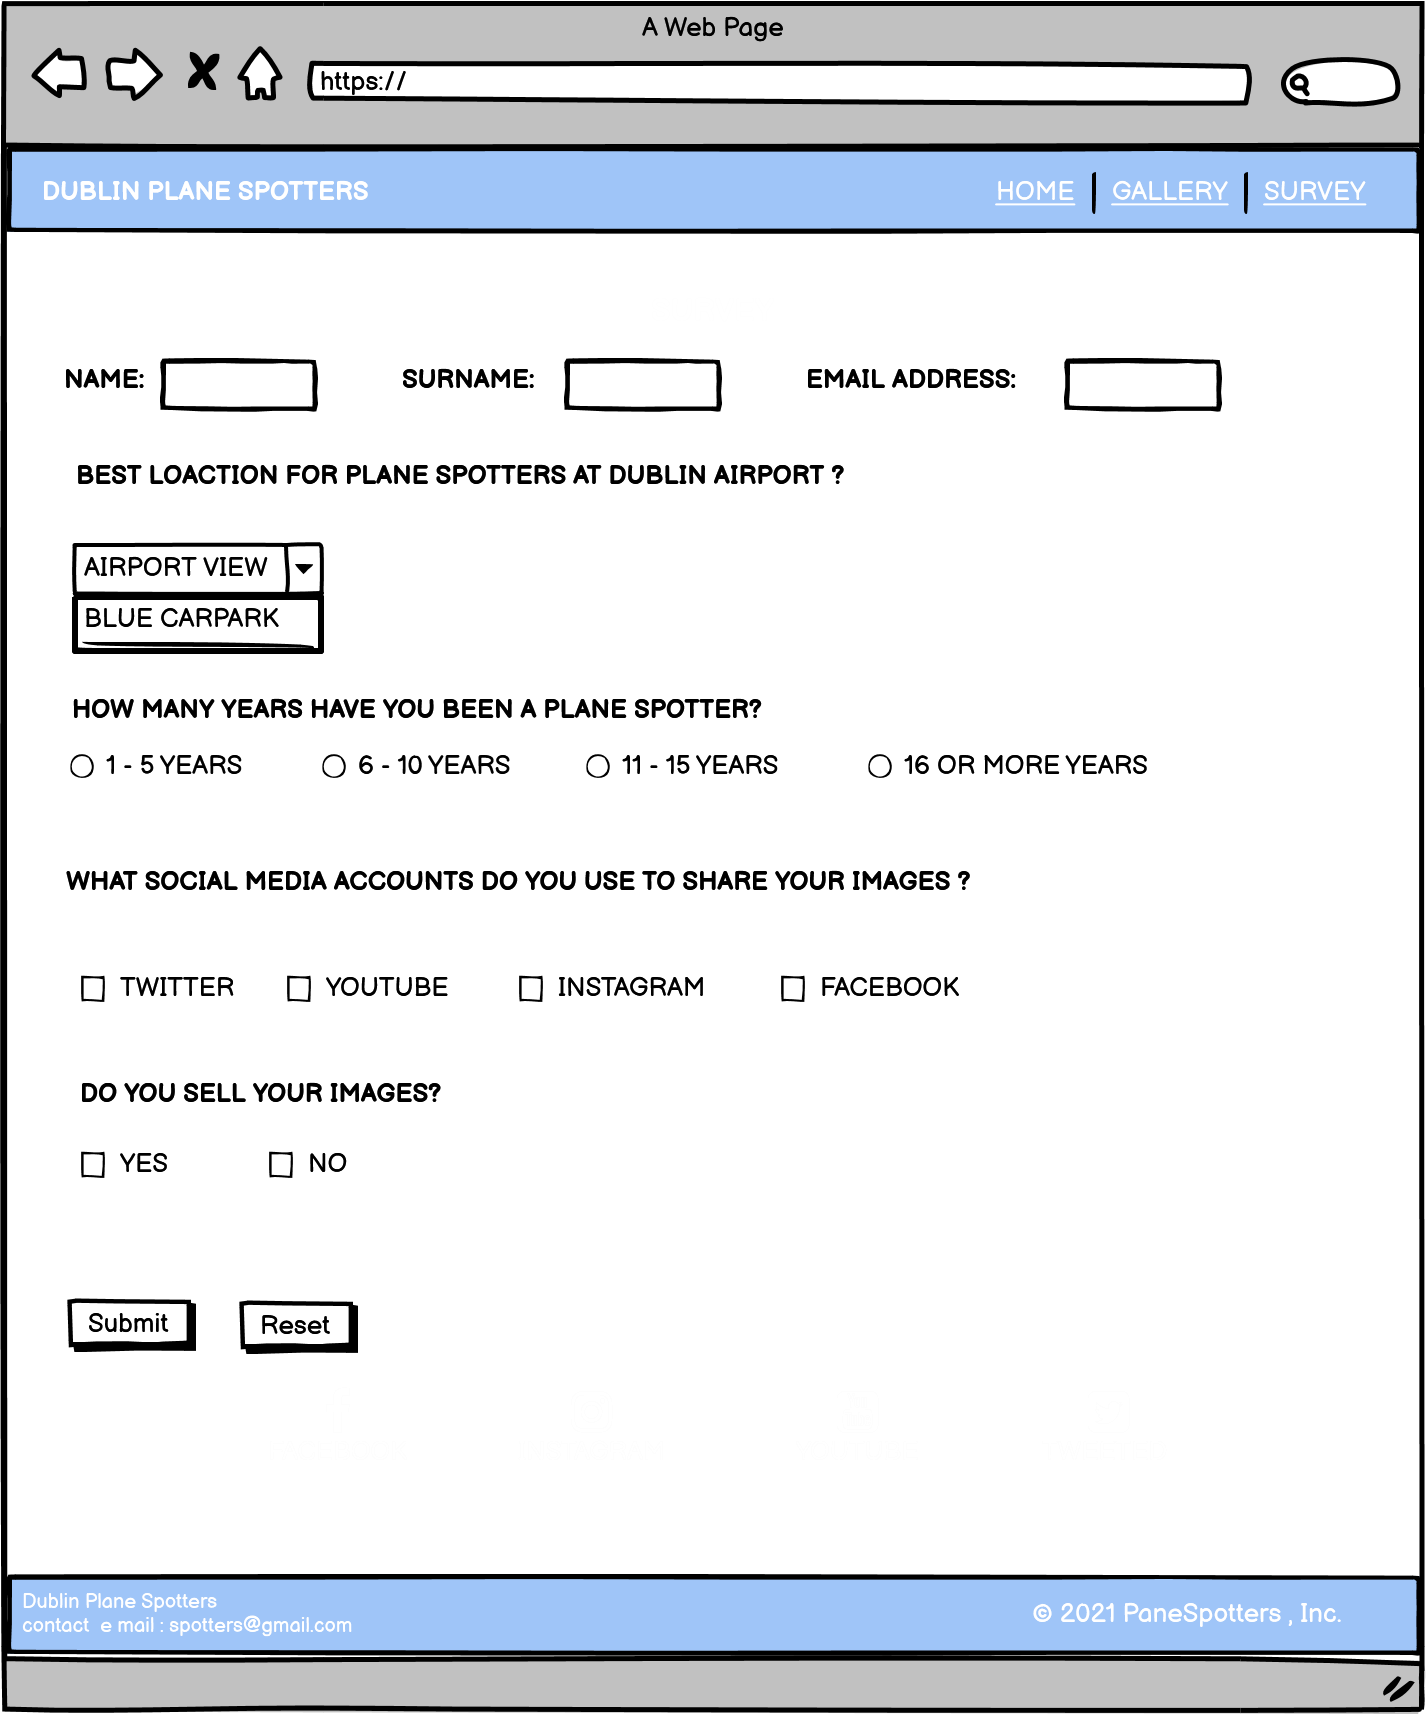 A Web Page
https://
DUBLIN PLANE SPOTTERS HOME GALLERY SURVEY
NAME: SURNAME: EMAIL ADDRESS:
BEST LOACTION FOR PLANE SPOTTERS AT DUBLIN AIRPORT ?
AIRPORT VIEW
BLUE CARPARK
HOW MANY YEARS HAVE YOU BEEN A PLANE SPOTTER?
1 - 5 YEARS 6 - 10 YEARS 11 - 15 YEARS 16 OR MORE YEARS
WHAT SOCIAL MEDIA ACCOUNTS DO YOU USE TO SHARE YOUR IMAGES ?
TWITTER YOUTUBE INSTAGRAM FACEBOOK
DO YOU SELL YOUR IMAGES?
YES NO
Submit Reset
Dublin Plane Spotters
contact e mail : spotters@gmail.com
© 2021 PaneSpotters , Inc.